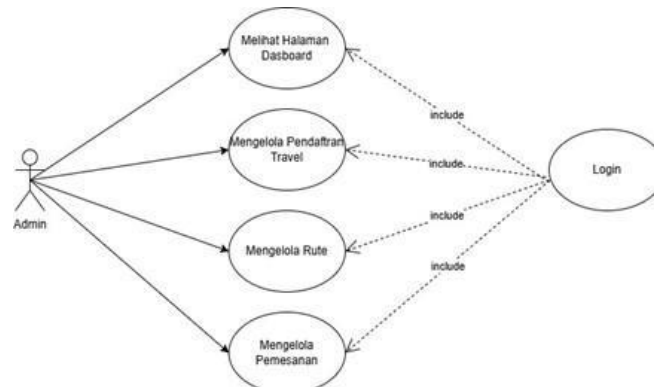 Melihat Halaman
Dasboard
include
Mengelola Pendaftran
Travel
include
Login
Admin
include
Mengelola Rute
include
Mengelola
Pemesanan